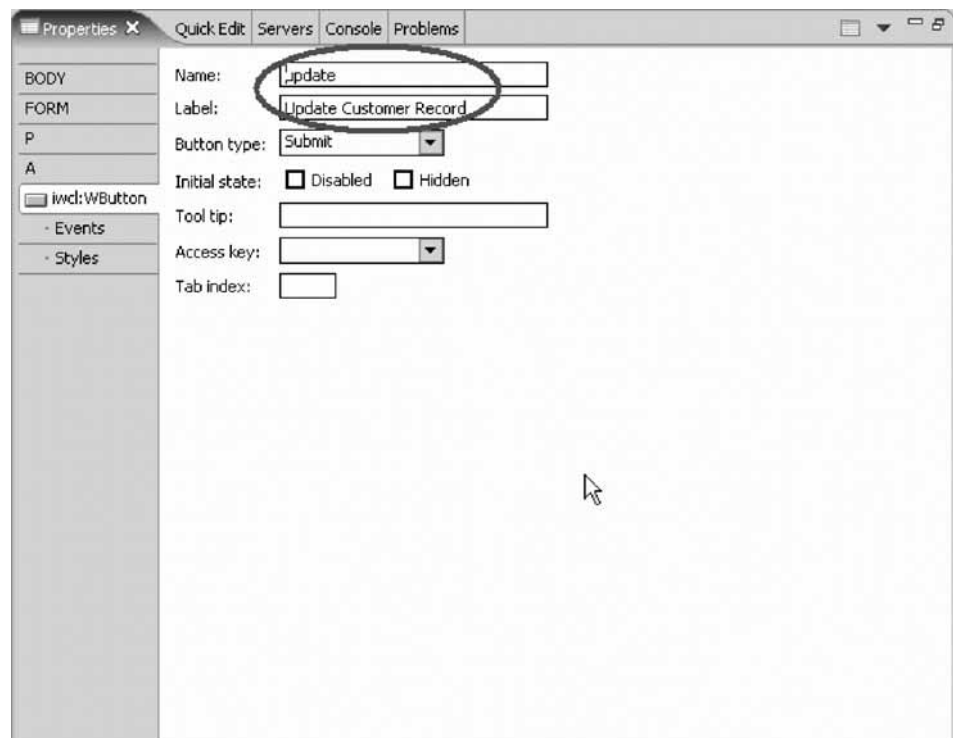 Properties Quick Edit Servers Console Problems
BODY
FORM
P
A
iwcl:WButton
- Events
- Styles
Name: update
Label: Update Customer Record
Button type: Submit
Initial state: Disabled Hidden
Tool tip:
Access key:
Tab index: